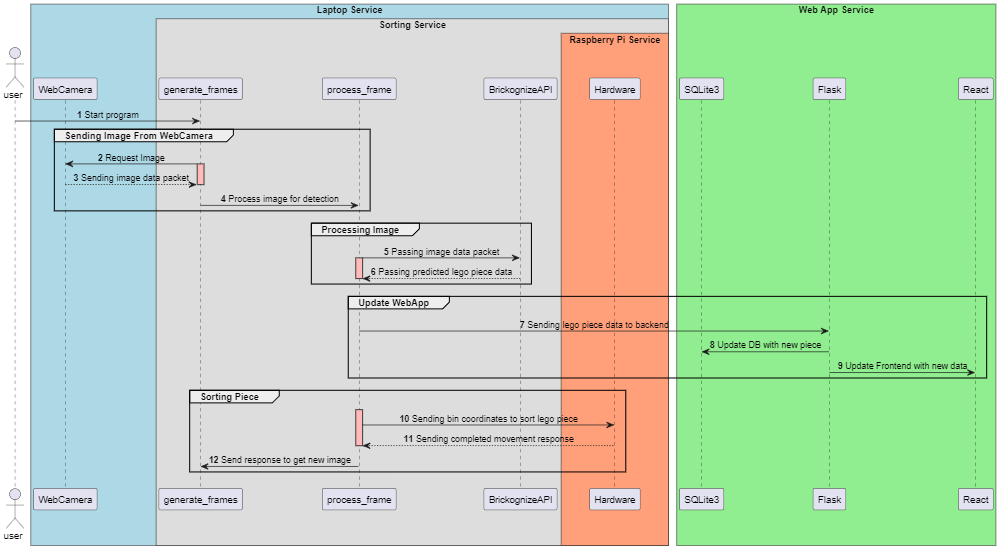 Laptop Service
Web App Service
Sorting Service
Raspberry Pi Service
user
WebCamera
generate_frames
process_frame
BrickognizeAPI
Hardware
SQLite3
Flask
React
1 Start program
Sending Image From WebCamera
2 Request Image
3 Sending image data packet
4 Process image for detection
Processing Image
5 Passing image data packet
6 Passing predicted lego piece data
Update WebApp
7 Sending lego piece data to backend
8 Update DB with new piece
9 Update Frontend with new data
Sorting Piece
10 Sending bin coordinates to sort lego piece
11 Sending completed movement response
12 Send response to get new image
user
WebCamera
generate_frames
process_frame
BrickognizeAPI
Hardware
SQLite3
Flask
React